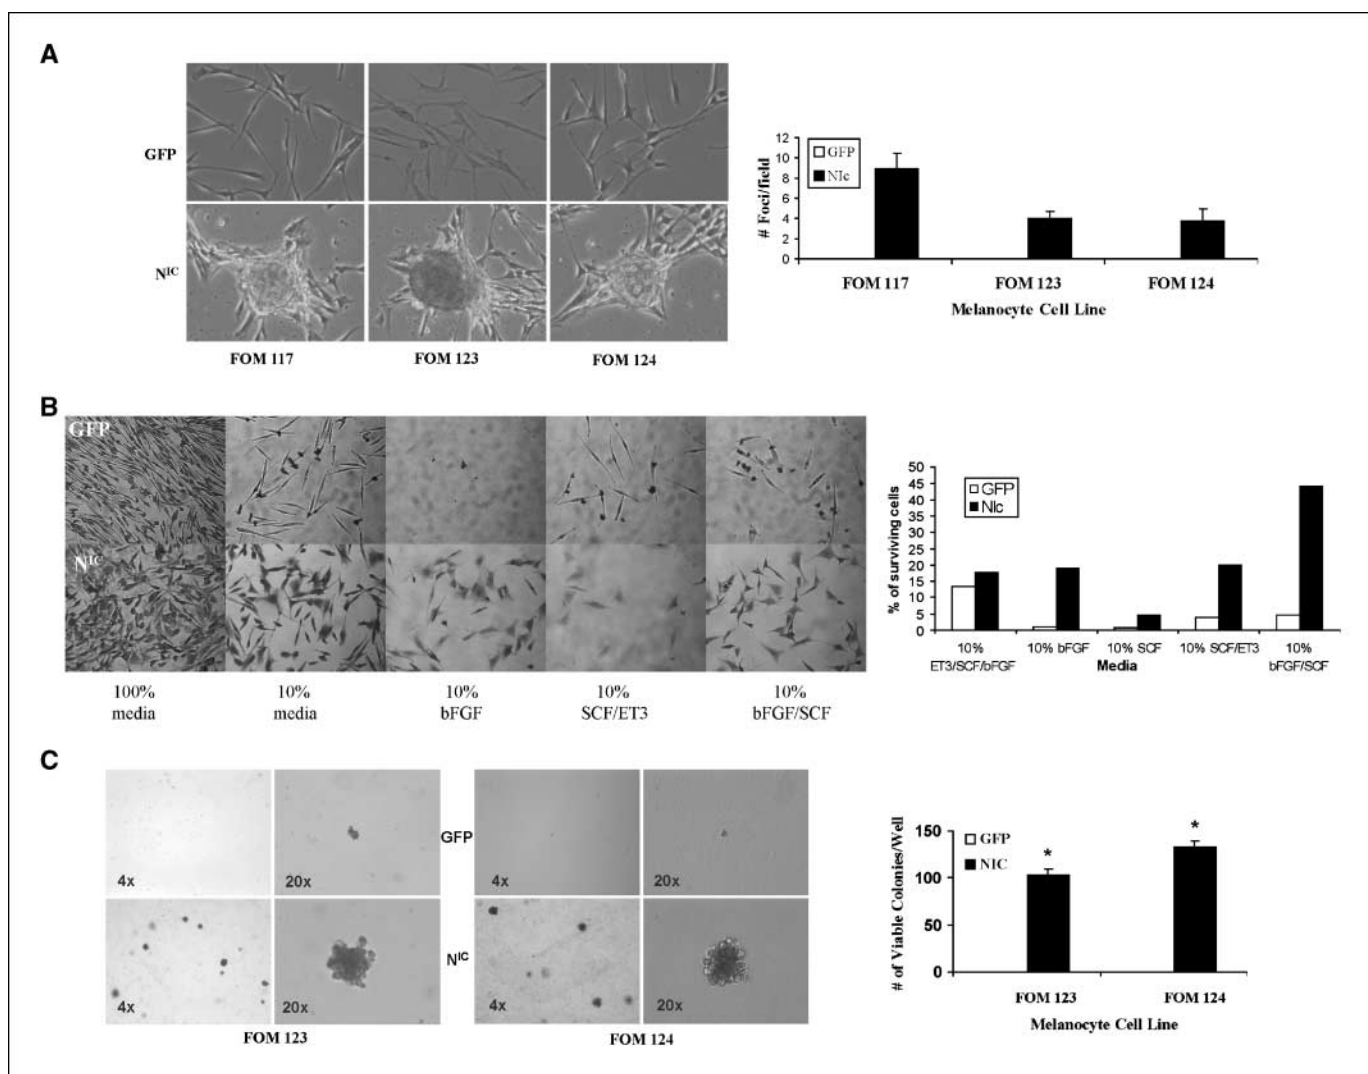 A
GFP
N^IC
FOM 117
FOM 123
FOM 124
# Foci/field
12
10
8
6
4
2
0
GFP
NIc
FOM 117
FOM 123
FOM 124
Melanocyte Cell Line
B
GFP
N^IC
100% media
10% media
10% bFGF
10% SCF/ET3
10% bFGF/SCF
% of surviving cells
50
45
40
35
30
25
20
15
10
5
0
GFP
NIc
10% ET3/SCF/bFGF
10% bFGF
10% SCF
10% SCF/ET3
10% bFGF/SCF
Media
C
4x
20x
GFP
4x
20x
4x
20x
N^IC
4x
20x
FOM 123
FOM 124
# of Viable Colonies/Well
150
100
50
0
GFP
NIC
*
*
FOM 123
FOM 124
Melanocyte Cell Line